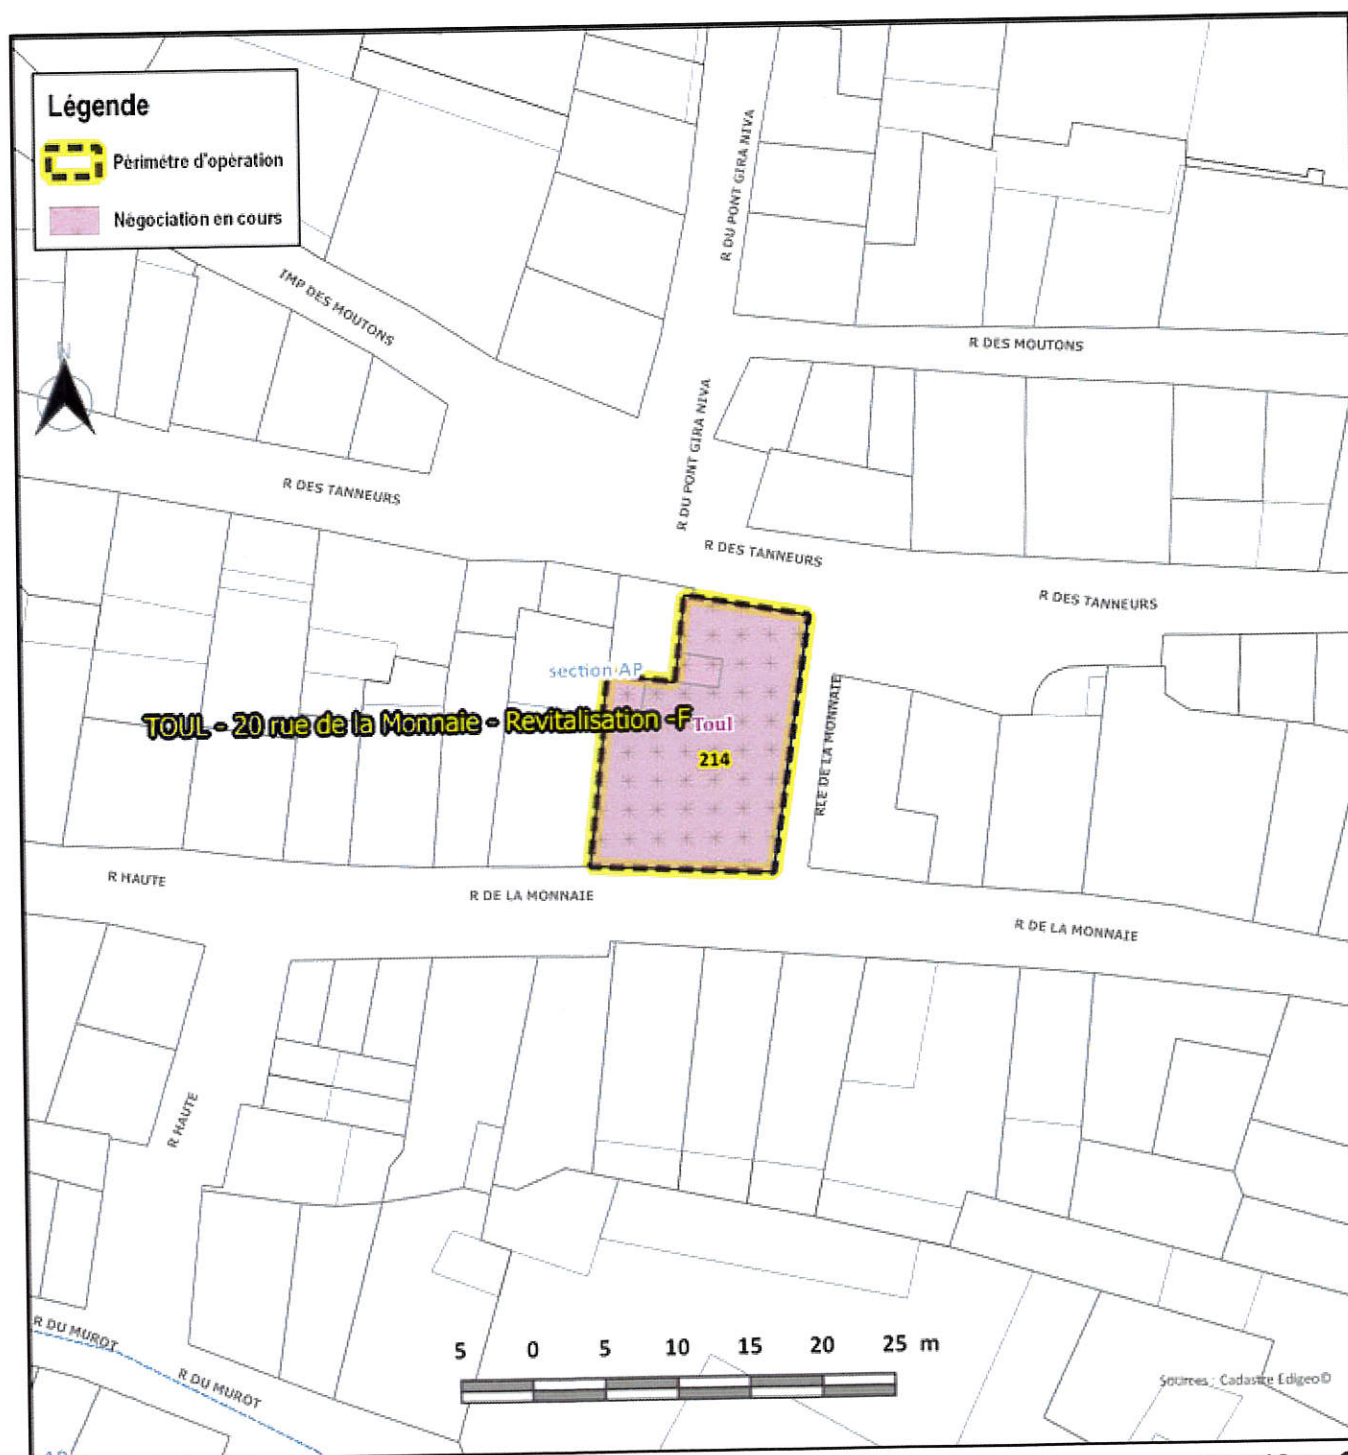 Légende
Périmètre d'opération
Négociation en cours
R DU PONT GIRA NIVA
IMP DES MOUTONS
R DES MOUTONS
N
R DU PONT GIRA NIVA
R DES TANNEURS
R DES TANNEURS
R DES TANNEURS
section AP
TOUL - 20 rue de la Monnaie - Revitalisation -F
Toul
214
RLE DE LA MONNAIE
R HAUTE
R DE LA MONNAIE
R DE LA MONNAIE
R HAUTE
R DU MUROT
R DU MUROT
5 0 5 10 15 20 25 m
Sources : Cadastre Edigeo©